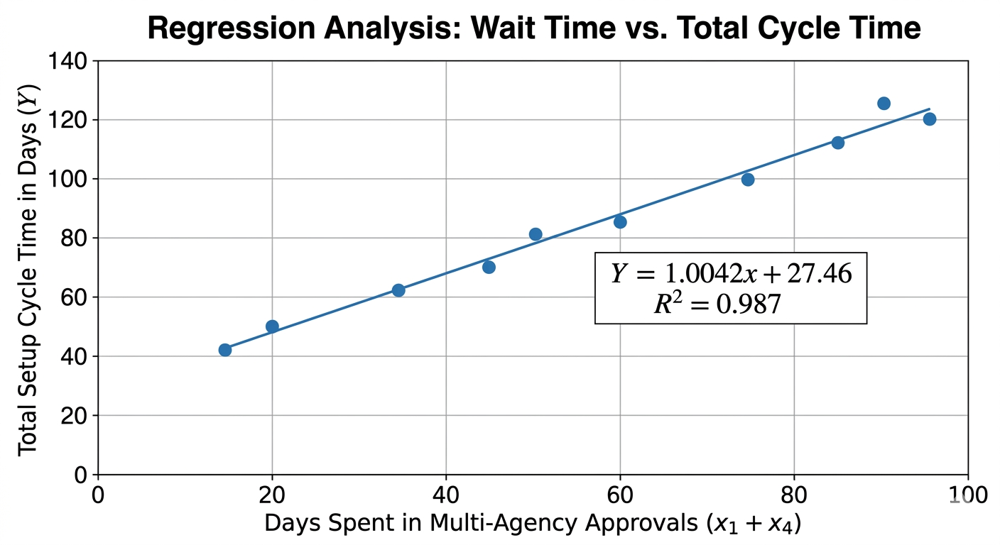 Regression Analysis: Wait Time vs. Total Cycle Time
Total Setup Cycle Time in Days (Y)
140
120
100
80
60
40
20
0
Y = 1.0042x + 27.46
R² = 0.987
0 20 40 60 80 100
Days Spent in Multi-Agency Approvals (x₁ + x₄)